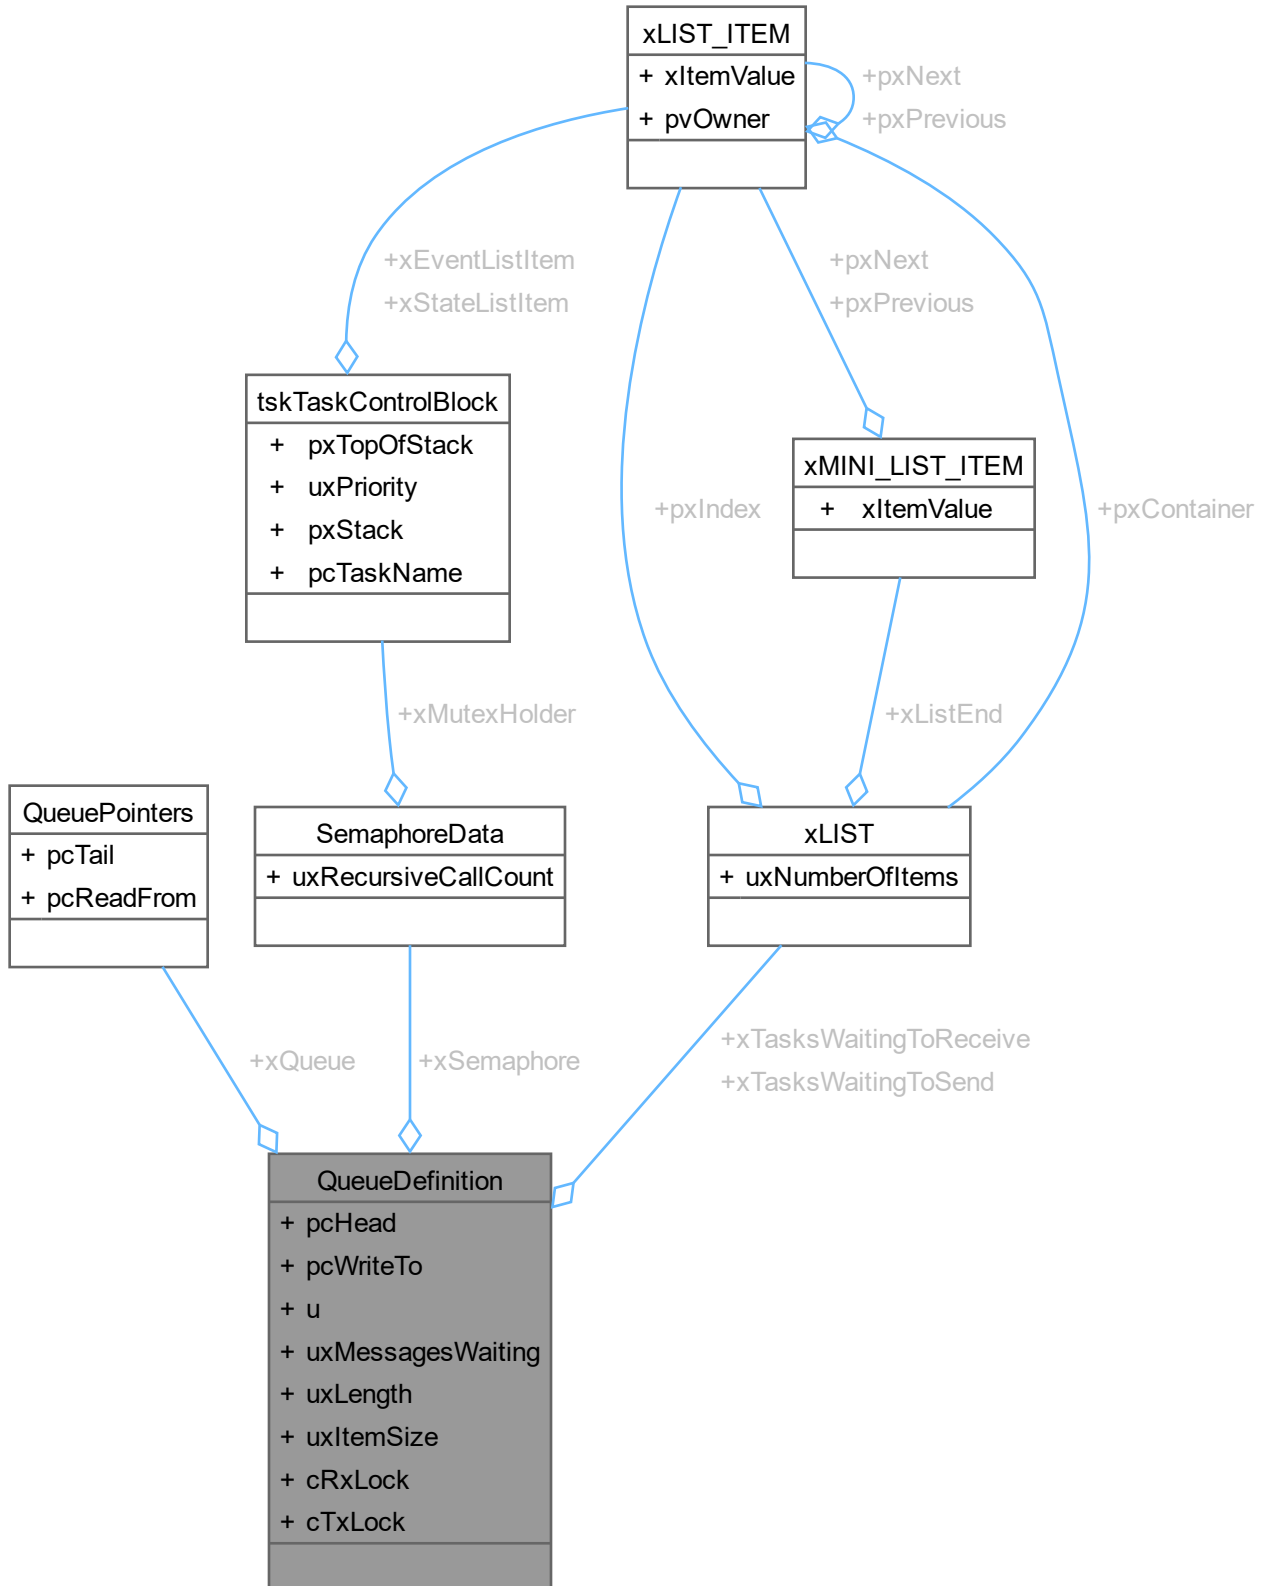 xLIST_ITEM
+ xItemValue
+ pvOwner
+pxNext
+pxPrevious
+xEventListItem
+xStateListItem
+pxNext
+pxPrevious
tskTaskControlBlock
+ pxTopOfStack
+ uxPriority
+ pxStack
+ pcTaskName
xMINI_LIST_ITEM
+ xItemValue
+pxIndex
+pxContainer
+xMutexHolder
+xListEnd
QueuePointers
+ pcTail
+ pcReadFrom
SemaphoreData
+ uxRecursiveCallCount
xLIST
+ uxNumberOfItems
+xQueue
+xSemaphore
+xTasksWaitingToReceive
+xTasksWaitingToSend
QueueDefinition
+ pcHead
+ pcWriteTo
+ u
+ uxMessagesWaiting
+ uxLength
+ uxItemSize
+ cRxLock
+ cTxLock